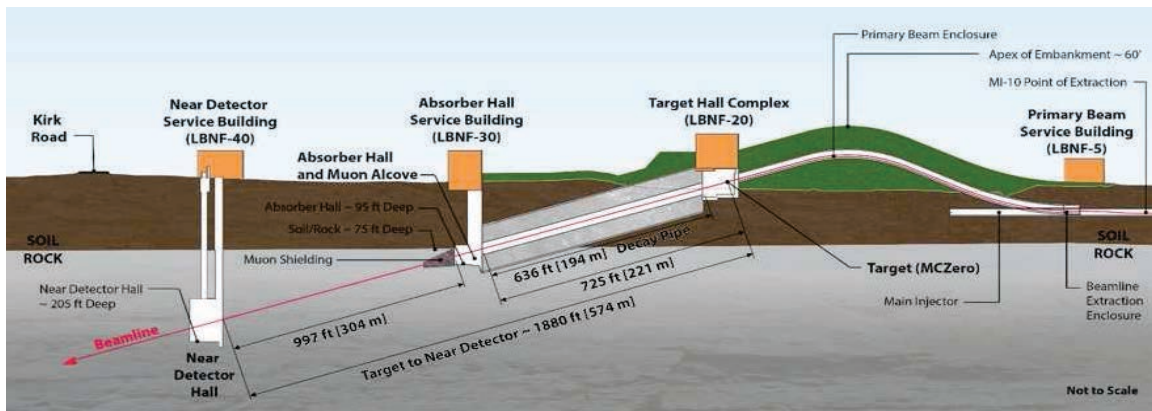 Primary Beam Enclosure
Apex of Embankment ~ 60'
MI-10 Point of Extraction
Kirk
Road
Near Detector
Service Building
(LBNF-40)
Absorber Hall
Service Building
(LBNF-30)
Target Hall Complex
(LBNF-20)
Primary Beam
Service Building
(LBNF-5)
Absorber Hall
and Muon Alcove
Absorber Hall ~ 95 ft Deep
Soil/Rock ~ 75 ft Deep
SOIL
ROCK
Muon Shielding
Near Detector Hall
~ 205 ft Deep
Beamline
Near
Detector
Hall
997 ft [304 m]
636 ft [194 m] Decay Pipe
725 ft [221 m]
Target to Near Detector ~ 1880 ft [574 m]
Target (MCZero)
Main Injector
SOIL
ROCK
Beamline
Extraction
Enclosure
Not to Scale